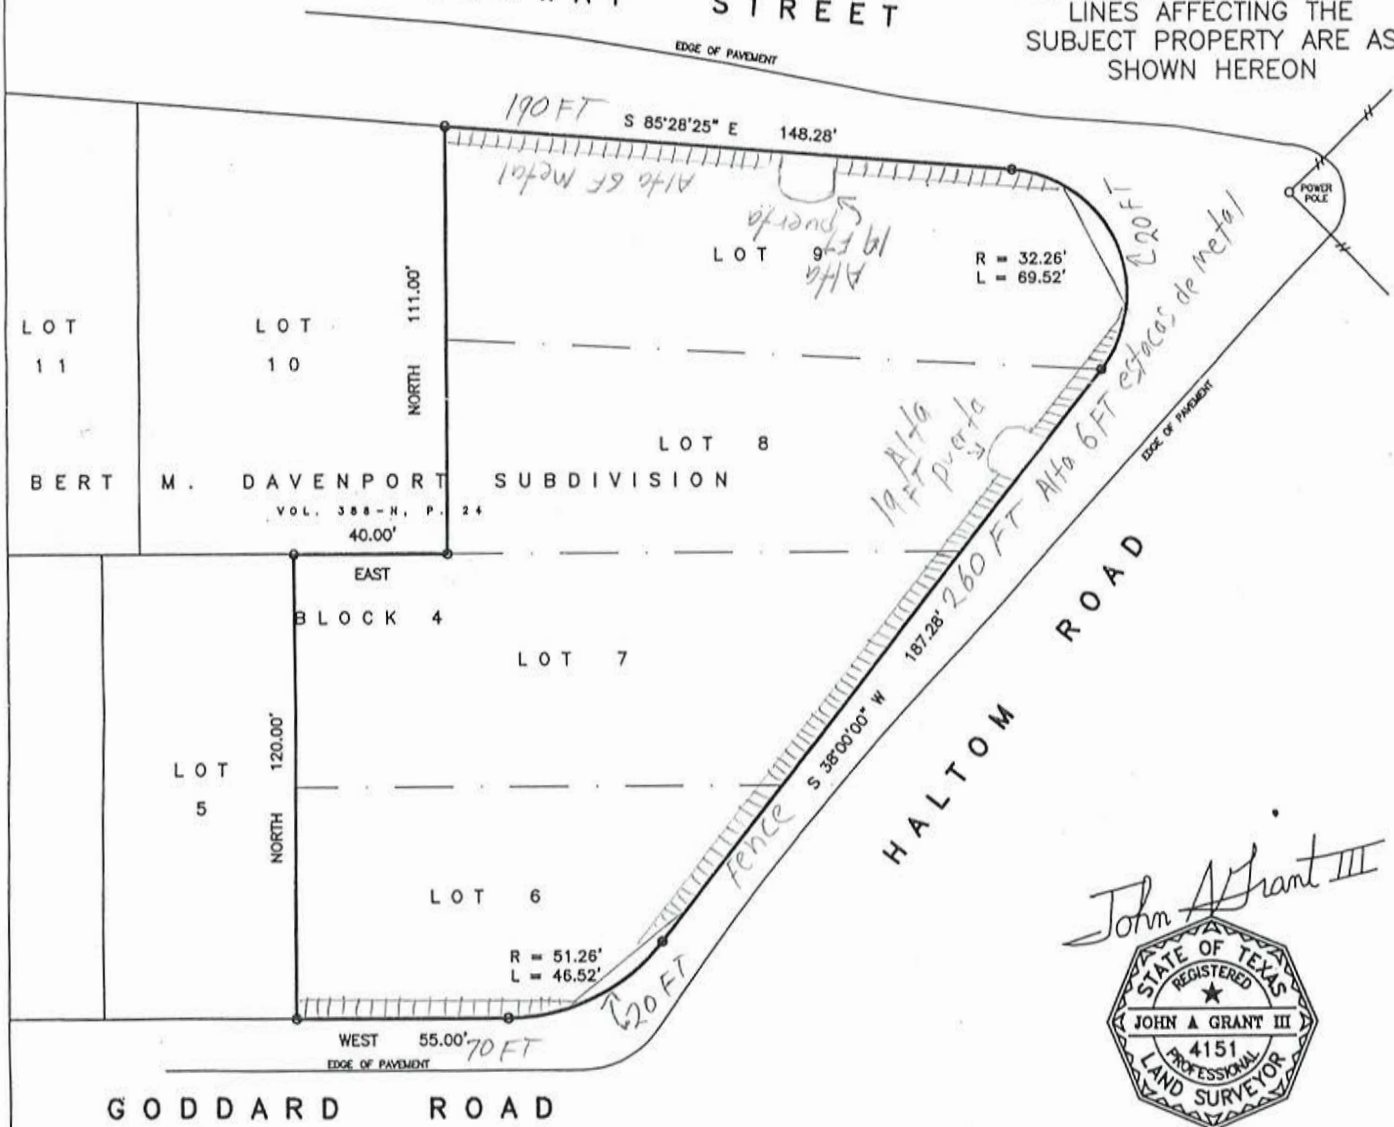 STREET
LINES AFFECTING THE
SUBJECT PROPERTY ARE AS
SHOWN HEREON
EDGE OF PAVEMENT
190 FT
S 85°28'25" E 148.28'
Alta 6F Metal
puerta
19 FT
Alta
20 FT
POWER
POLE
LOT 9
R = 32.26'
L = 69.52'
NORTH 111.00'
LOT
11
LOT
10
LOT 8
Alta
19 FT
puerta
260 FT Alta 6 FT estacas de metal
EDGE OF PAVEMENT
BERT M. DAVENPORT SUBDIVISION
VOL. 388-N, P. 24
40.00'
EAST
BLOCK 4
LOT 7
S 38°00'00" W 187.28'
HALTOM ROAD
NORTH 120.00'
LOT
5
fence
LOT 6
R = 51.26'
L = 46.52'
20 FT
WEST 55.00'
70 FT
EDGE OF PAVEMENT
GODDARD ROAD
John A Grant III
STATE OF TEXAS
REGISTERED
JOHN A GRANT III
4151
PROFESSIONAL
LAND SURVEYOR